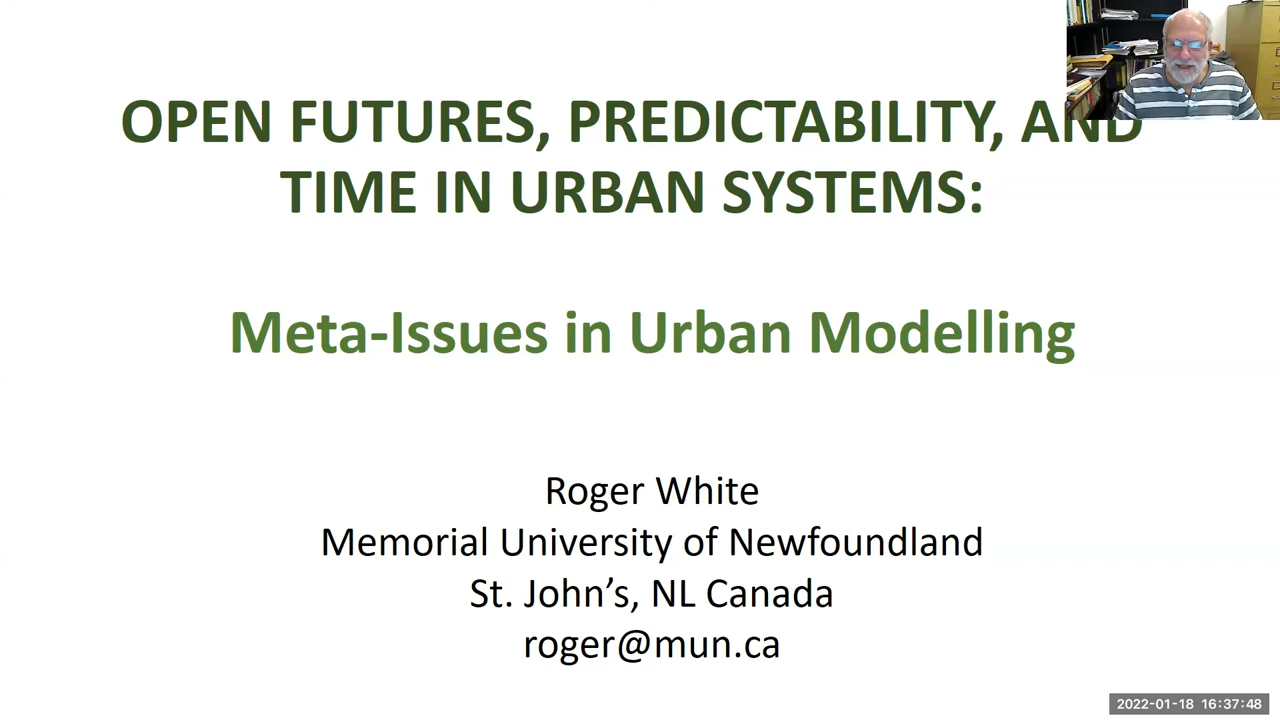 OPEN FUTURES, PREDICTABILITY, AND
TIME IN URBAN SYSTEMS:
Meta-Issues in Urban Modelling
Roger White
Memorial University of Newfoundland
St. John’s, NL Canada
roger@mun.ca
2022-01-18 16:37:48